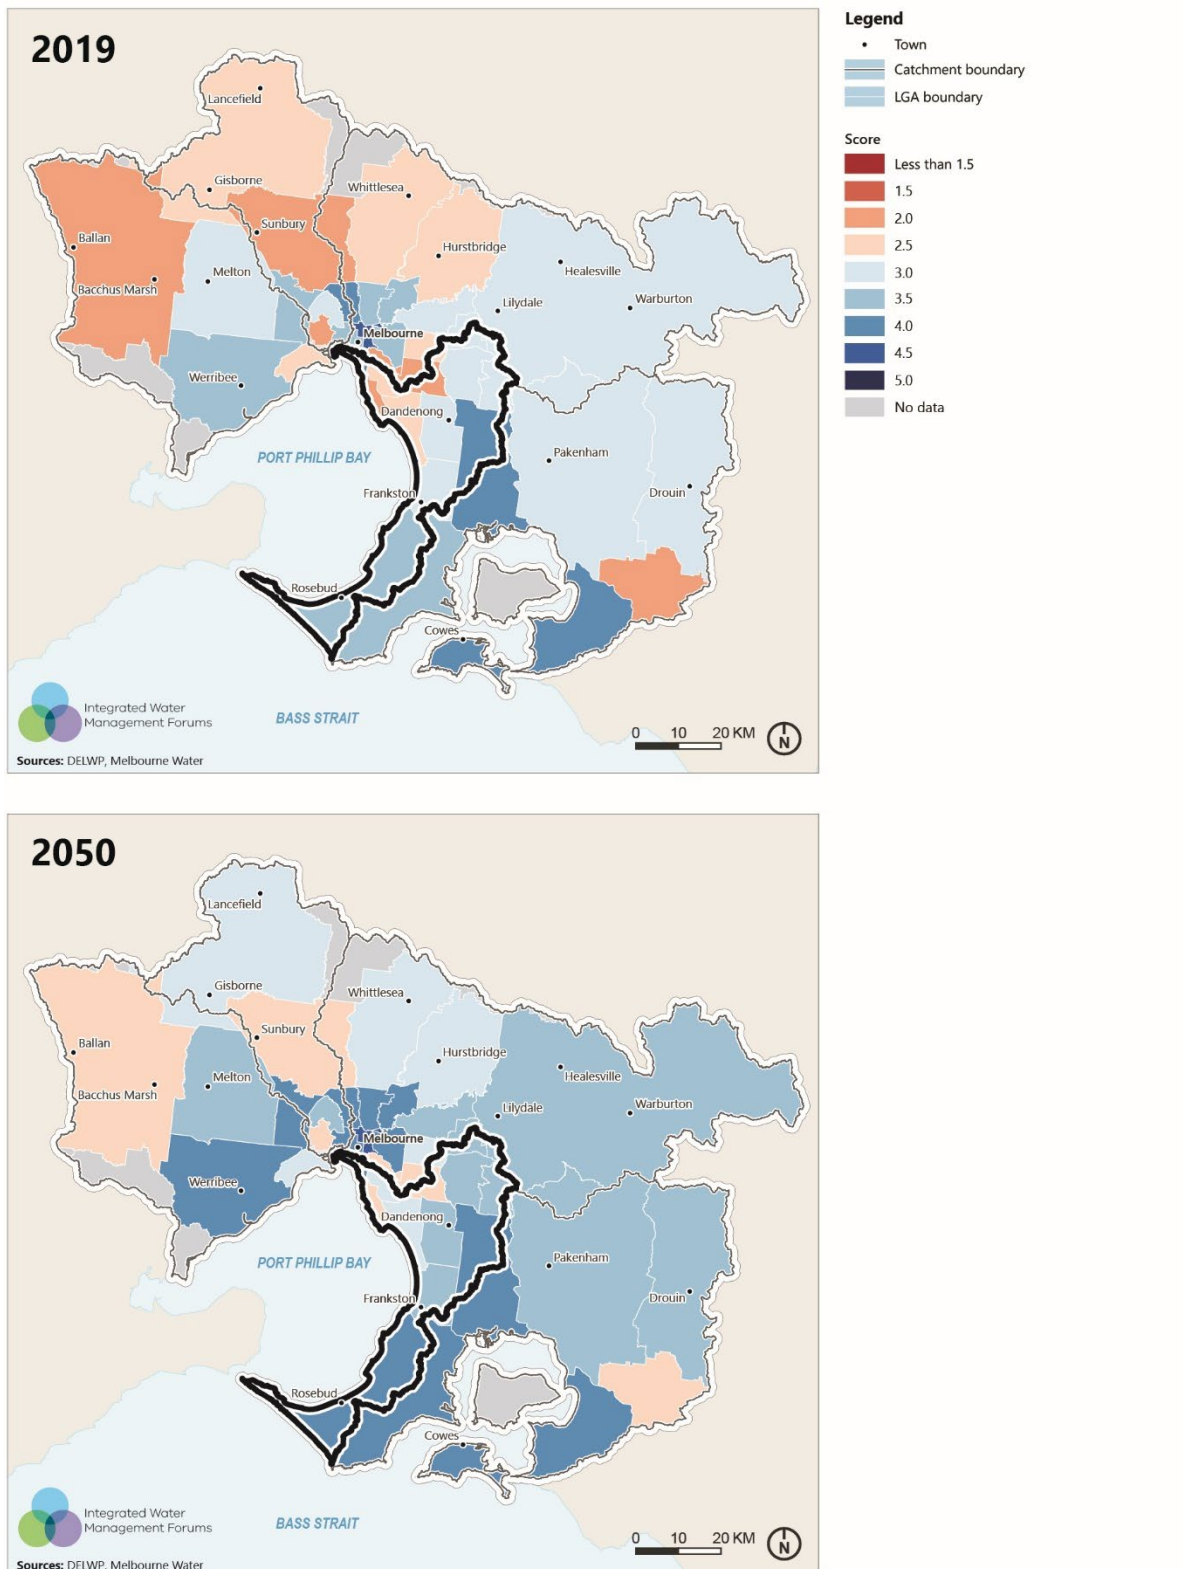 2019
Lancefield
Gisborne
Whittlesea
Sunbury
Ballan
Hurstbridge
Melton
Healesville
Bacchus Marsh
Lilydale
Warburton
Melbourne
Werribee
Dandenong
PORT PHILLIP BAY
Pakenham
Frankston
Drouin
Rosebud
Cowes
Integrated Water
Management Forums
BASS STRAIT
0 10 20 KM
N
Sources: DELWP, Melbourne Water
Legend
Town
Catchment boundary
LGA boundary
Score
Less than 1.5
1.5
2.0
2.5
3.0
3.5
4.0
4.5
5.0
No data
2050
Lancefield
Gisborne
Whittlesea
Sunbury
Ballan
Hurstbridge
Melton
Healesville
Bacchus Marsh
Lilydale
Warburton
Melbourne
Werribee
Dandenong
PORT PHILLIP BAY
Pakenham
Frankston
Drouin
Rosebud
Cowes
Integrated Water
Management Forums
BASS STRAIT
0 10 20 KM
N
Sources: DELWP, Melbourne Water